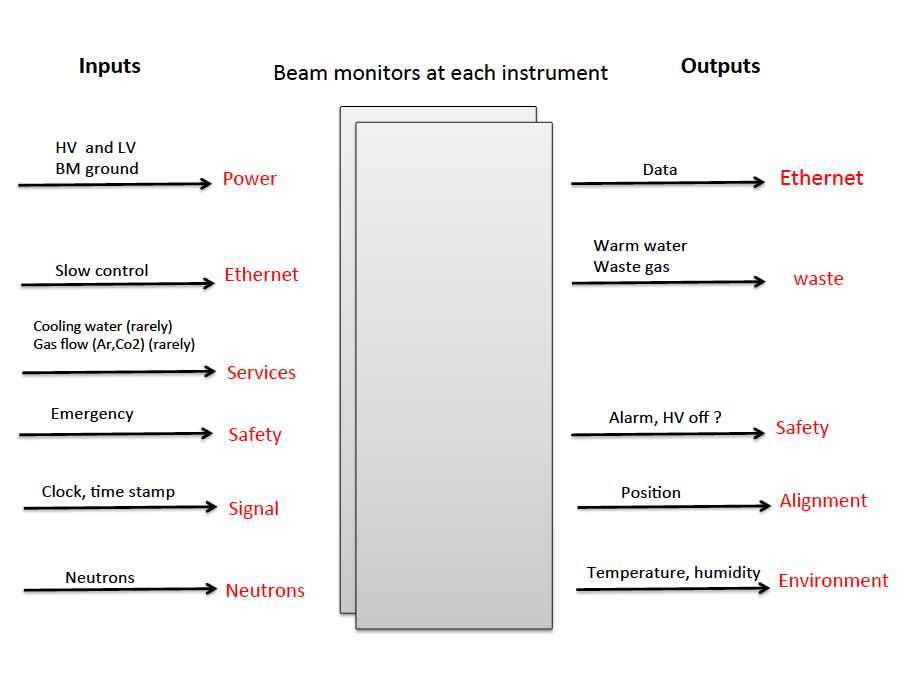 Inputs
Beam monitors at each instrument
Outputs
HV  and LV
BM ground
Power
Data
Ethernet
Slow control
Ethernet
Warm water
Waste gas
waste
Cooling water (rarely)
Gas flow (Ar,Co2) (rarely)
Services
Emergency
Safety
Alarm, HV off ?
Safety
Clock, time stamp
Signal
Position
Alignment
Neutrons
Neutrons
Temperature, humidity
Environment